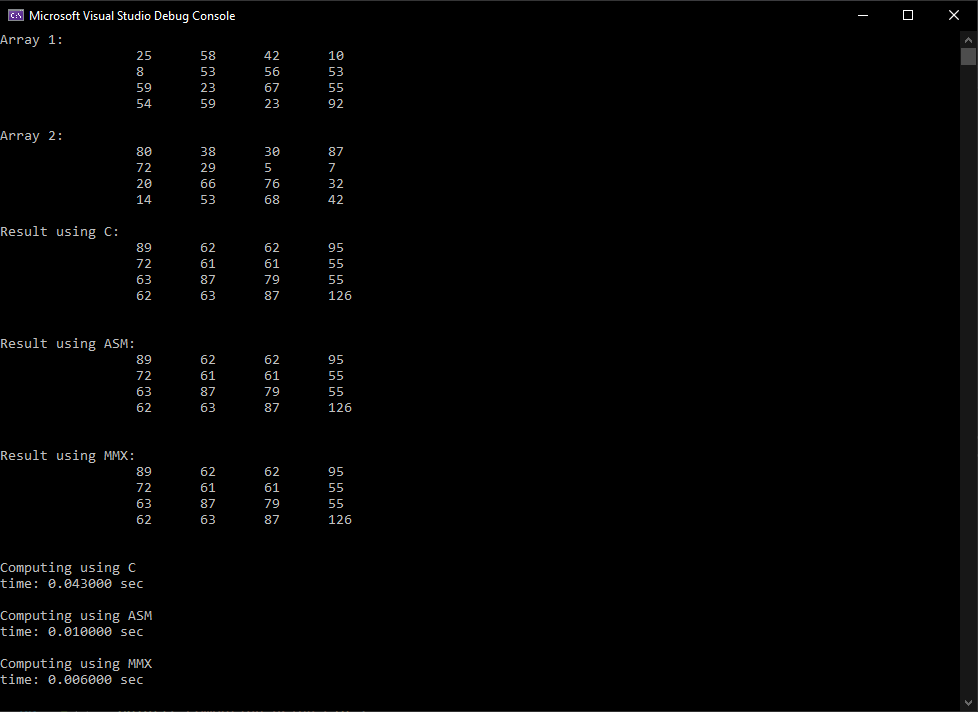 Microsoft Visual Studio Debug Console
Array 1:
25 58 42 10
8 53 56 53
59 23 67 55
54 59 23 92
Array 2:
80 38 30 87
72 29 5 7
20 66 76 32
14 53 68 42
Result using C:
89 62 62 95
72 61 61 55
63 87 79 55
62 63 87 126
Result using ASM:
89 62 62 95
72 61 61 55
63 87 79 55
62 63 87 126
Result using MMX:
89 62 62 95
72 61 61 55
63 87 79 55
62 63 87 126
Computing using C
time: 0.043000 sec
Computing using ASM
time: 0.010000 sec
Computing using MMX
time: 0.006000 sec